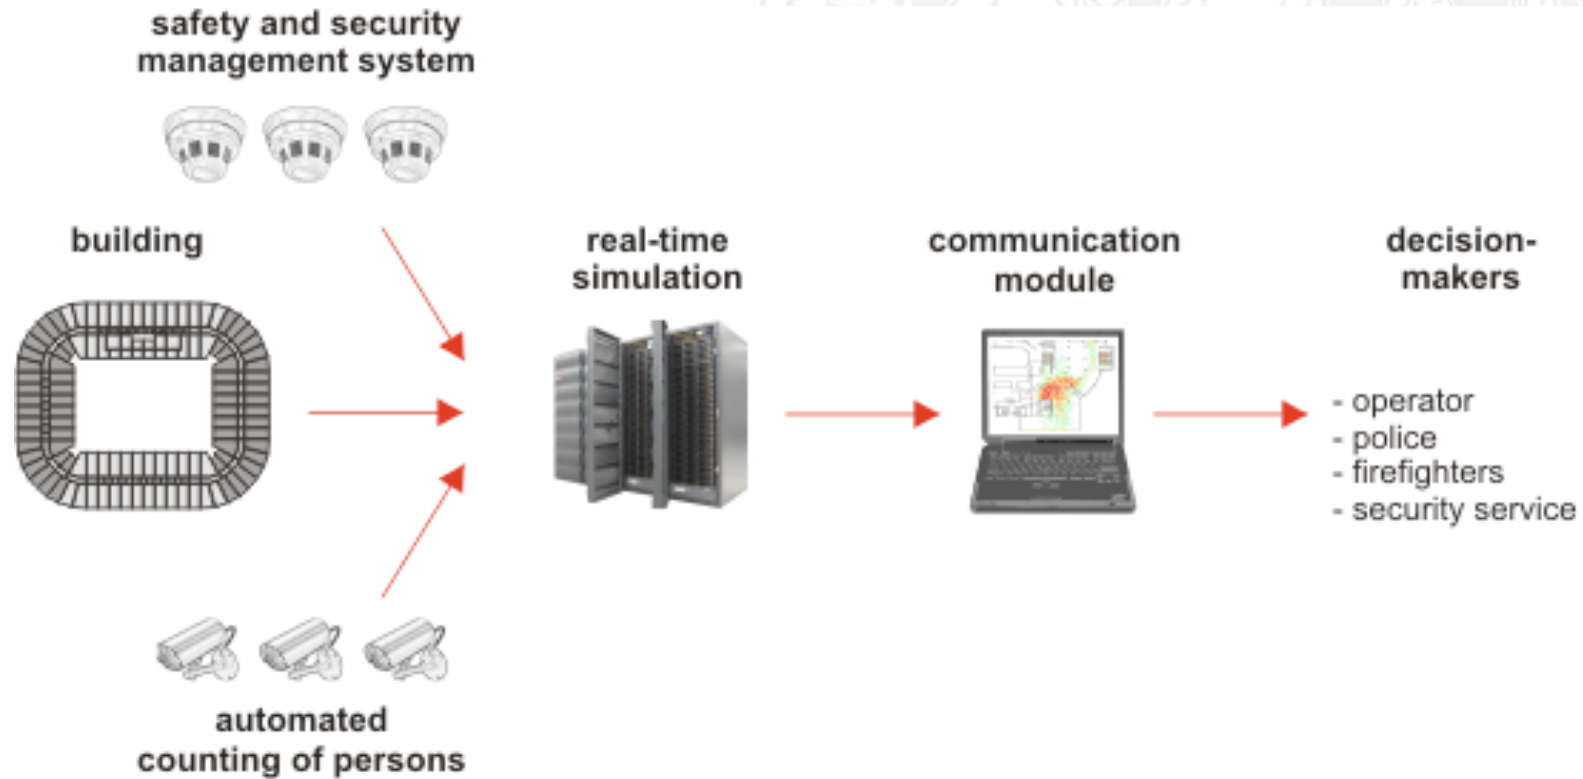 safety and security
management system
building
real-time
simulation
communication
module
decision-
makers
- operator
- police
- firefighters
- security service
automated
counting of persons